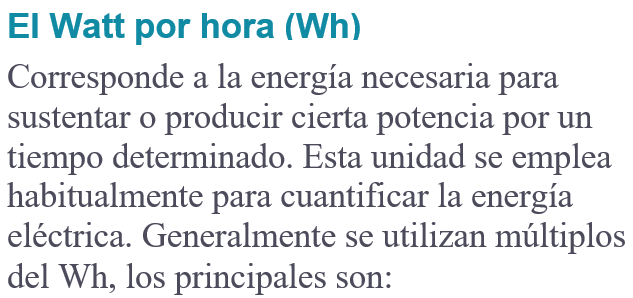 El Watt por hora (Wh)
Corresponde a la energía necesaria para
sustentar o producir cierta potencia por un
tiempo determinado. Esta unidad se emplea
habitualmente para cuantificar la energía
eléctrica. Generalmente se utilizan múltiplos
del Wh, los principales son: